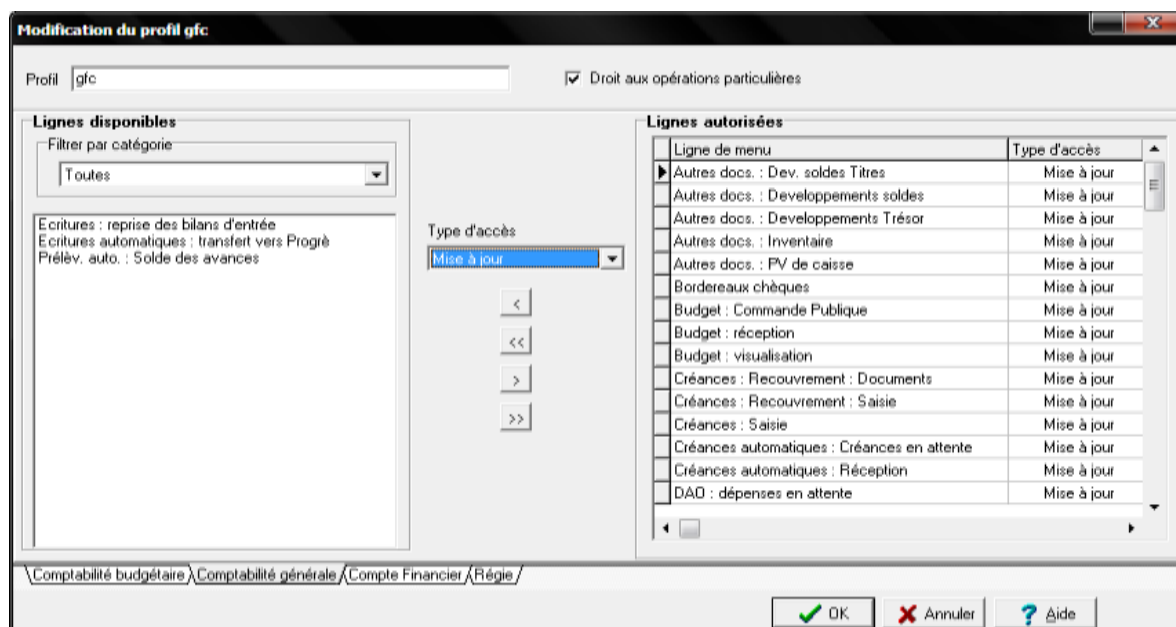 Modification du profil gfc
Profil gfc
Droit aux opérations particulières
Lignes disponibles
Filtrer par catégorie
Toutes
Ecritures : reprise des bilans d'entrée
Ecritures automatiques : transfert vers Progrè
Prélèv. auto. : Solde des avances
Type d'accès
Mise à jour
<
<<
>
>>
Lignes autorisées
Ligne de menu Type d'accès
Autres docs. : Dev. soldes Titres Mise à jour
Autres docs. : Developpements soldes Mise à jour
Autres docs. : Developpements Trésor Mise à jour
Autres docs. : Inventaire Mise à jour
Autres docs. : PV de caisse Mise à jour
Bordereaux chèques Mise à jour
Budget : Commande Publique Mise à jour
Budget : réception Mise à jour
Budget : visualisation Mise à jour
Créances : Recouvrement : Documents Mise à jour
Créances : Recouvrement : Saisie Mise à jour
Créances : Saisie Mise à jour
Créances automatiques : Créances en attente Mise à jour
Créances automatiques : Réception Mise à jour
DAO : dépenses en attente Mise à jour
Comptabilité budgétaire Comptabilité générale Compte Financier Régie
OK Annuler Aide